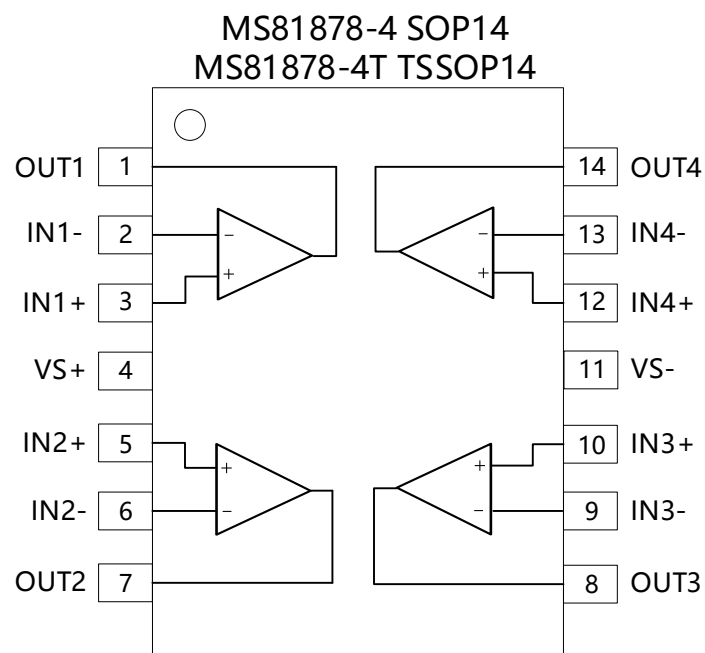 MS81878-4 SOP14
MS81878-4T TSSOP14
OUT1 1 14 OUT4
IN1- 2 - - 13 IN4-
IN1+ 3 + + 12 IN4+
VS+ 4 11 VS-
IN2+ 5 + + 10 IN3+
IN2- 6 - - 9 IN3-
OUT2 7 8 OUT3